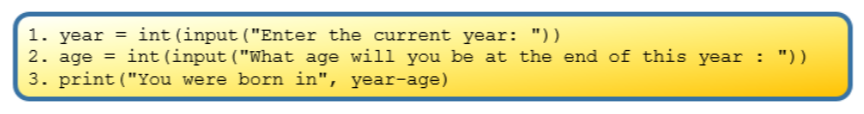 1. year = int(input("Enter the current year: "))
2. age = int(input("What age will you be at the end of this year : "))
3. print("You were born in", year-age)